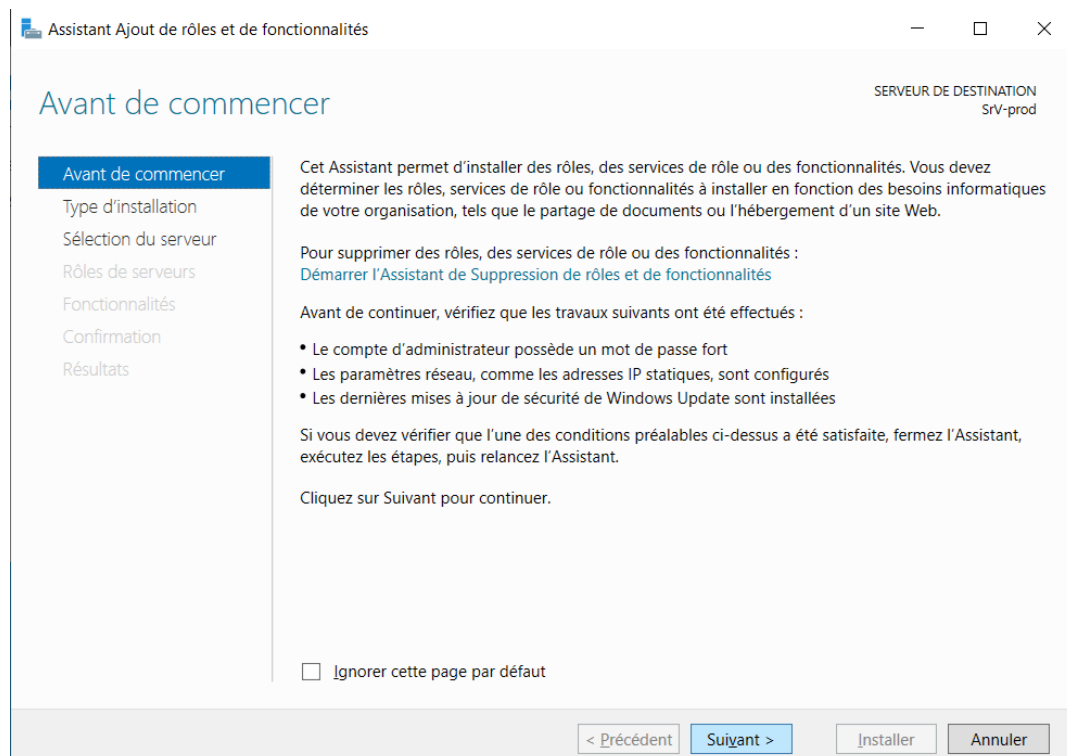 Assistant Ajout de rôles et de fonctionnalités
Avant de commencer
SERVEUR DE DESTINATION
SrV-prod
Avant de commencer
Type d'installation
Sélection du serveur
Rôles de serveurs
Fonctionnalités
Confirmation
Résultats
Cet Assistant permet d'installer des rôles, des services de rôle ou des fonctionnalités. Vous devez
déterminer les rôles, services de rôle ou fonctionnalités à installer en fonction des besoins informatiques
de votre organisation, tels que le partage de documents ou l'hébergement d'un site Web.
Pour supprimer des rôles, des services de rôle ou des fonctionnalités :
Démarrer l'Assistant de Suppression de rôles et de fonctionnalités
Avant de continuer, vérifiez que les travaux suivants ont été effectués :
• Le compte d'administrateur possède un mot de passe fort
• Les paramètres réseau, comme les adresses IP statiques, sont configurés
• Les dernières mises à jour de sécurité de Windows Update sont installées
Si vous devez vérifier que l'une des conditions préalables ci-dessus a été satisfaite, fermez l'Assistant,
exécutez les étapes, puis relancez l'Assistant.
Cliquez sur Suivant pour continuer.
Ignorer cette page par défaut
< Précédent
Suivant >
Installer
Annuler